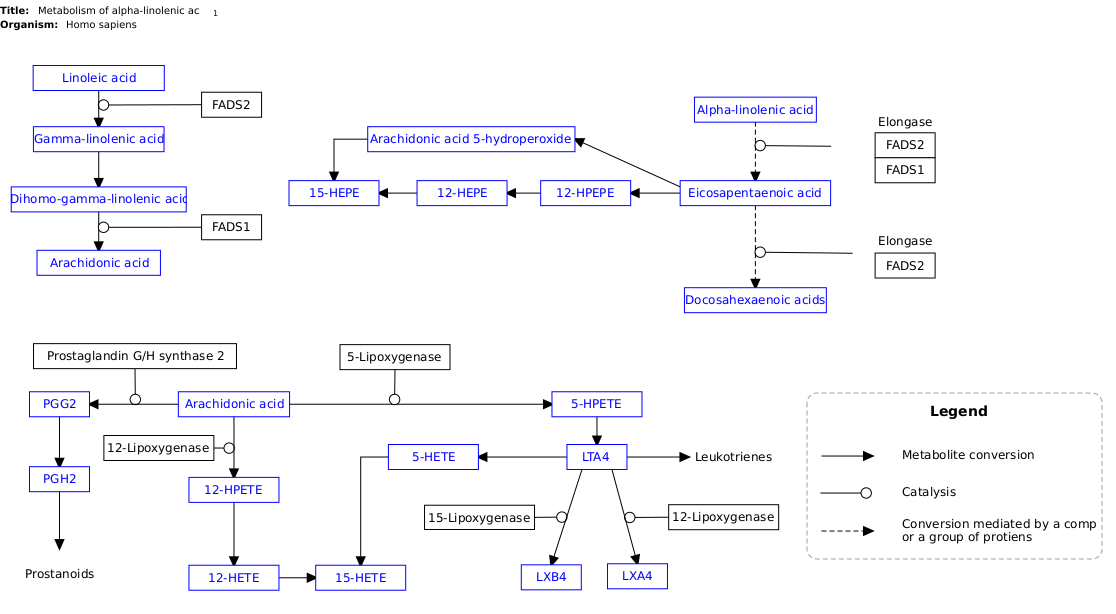 Title: Metabolism of alpha-linolenic ac 1
Organism: Homo sapiens
Linoleic acid
FADS2
Gamma-linolenic acid
Dihomo-gamma-linolenic acid
FADS1
Arachidonic acid
Alpha-linolenic acid
Elongase
FADS2
FADS1
Arachidonic acid 5-hydroperoxide
15-HEPE
12-HEPE
12-HPEPE
Eicosapentaenoic acid
Elongase
FADS2
Docosahexaenoic acids
Prostaglandin G/H synthase 2
5-Lipoxygenase
PGG2
Arachidonic acid
5-HPETE
12-Lipoxygenase
5-HETE
LTA4
Leukotrienes
PGH2
12-HPETE
15-Lipoxygenase
12-Lipoxygenase
Prostanoids
12-HETE
15-HETE
LXB4
LXA4
Legend
Metabolite conversion
Catalysis
Conversion mediated by a comp
or a group of protiens